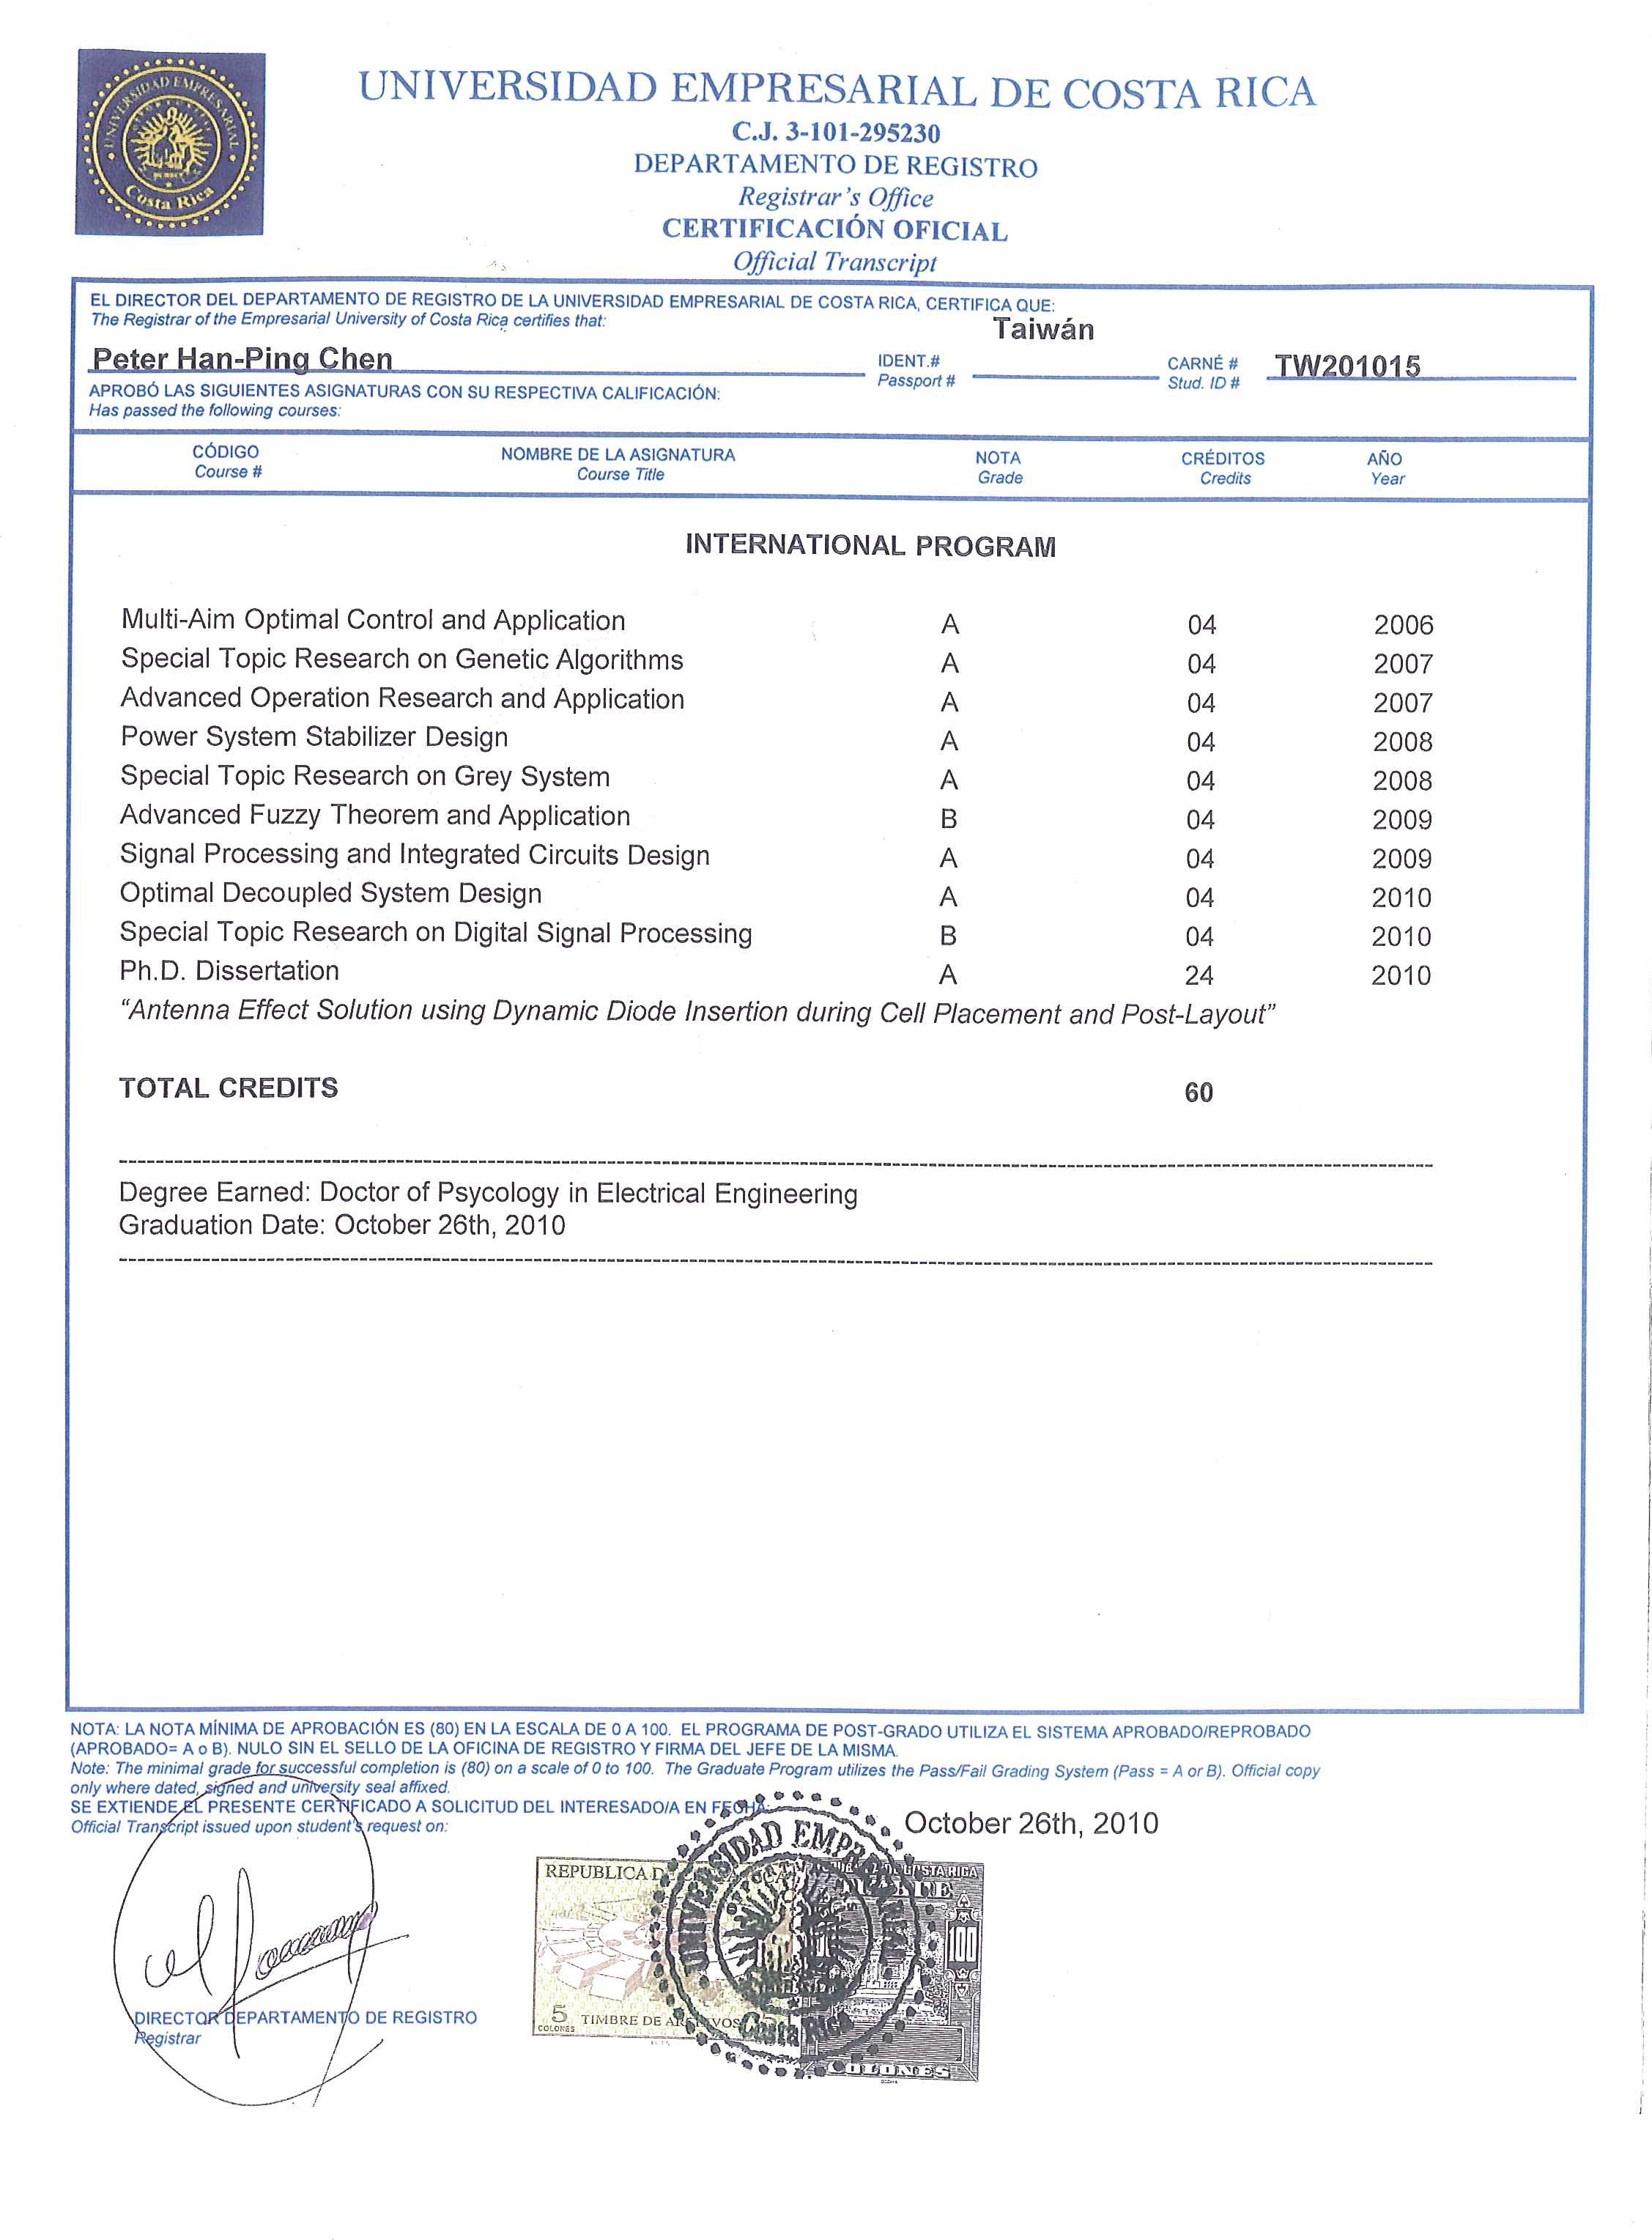 UNIVERSIDAD EMPRESARIAL
Costa Rica
UNIVERSIDAD EMPRESARIAL DE COSTA RICA
C.J. 3-101-295230
DEPARTAMENTO DE REGISTRO
Registrar's Office
CERTIFICACIÓN OFICIAL
Official Transcript
EL DIRECTOR DEL DEPARTAMENTO DE REGISTRO DE LA UNIVERSIDAD EMPRESARIAL DE COSTA RICA, CERTIFICA QUE:
The Registrar of the Empresarial University of Costa Rica certifies that:
Taiwán
Peter Han-Ping Chen IDENT.# CARNÉ # TW201015
Passport # Stud. ID #
APROBÓ LAS SIGUIENTES ASIGNATURAS CON SU RESPECTIVA CALIFICACIÓN:
Has passed the following courses:
CÓDIGO NOMBRE DE LA ASIGNATURA NOTA CRÉDITOS AÑO
Course # Course Title Grade Credits Year
INTERNATIONAL PROGRAM
Multi-Aim Optimal Control and Application A 04 2006
Special Topic Research on Genetic Algorithms A 04 2007
Advanced Operation Research and Application A 04 2007
Power System Stabilizer Design A 04 2008
Special Topic Research on Grey System A 04 2008
Advanced Fuzzy Theorem and Application B 04 2009
Signal Processing and Integrated Circuits Design A 04 2009
Optimal Decoupled System Design A 04 2010
Special Topic Research on Digital Signal Processing B 04 2010
Ph.D. Dissertation A 24 2010
"Antenna Effect Solution using Dynamic Diode Insertion during Cell Placement and Post-Layout"
TOTAL CREDITS 60
Degree Earned: Doctor of Psycology in Electrical Engineering
Graduation Date: October 26th, 2010
NOTA: LA NOTA MÍNIMA DE APROBACIÓN ES (80) EN LA ESCALA DE 0 A 100. EL PROGRAMA DE POST-GRADO UTILIZA EL SISTEMA APROBADO/REPROBADO
(APROBADO= A o B). NULO SIN EL SELLO DE LA OFICINA DE REGISTRO Y FIRMA DEL JEFE DE LA MISMA.
Note: The minimal grade for successful completion is (80) on a scale of 0 to 100. The Graduate Program utilizes the Pass/Fail Grading System (Pass = A or B). Official copy
only where dated, signed and university seal affixed.
SE EXTIENDE EL PRESENTE CERTIFICADO A SOLICITUD DEL INTERESADO/A EN FECHA:
Official Transcript issued upon student's request on:
October 26th, 2010
REPUBLICA
100
5
COLONES
TIMBRE DE
COLONES
UNIVERSIDAD
Costa Rica
DIRECTOR DEPARTAMENTO DE REGISTRO
Registrar